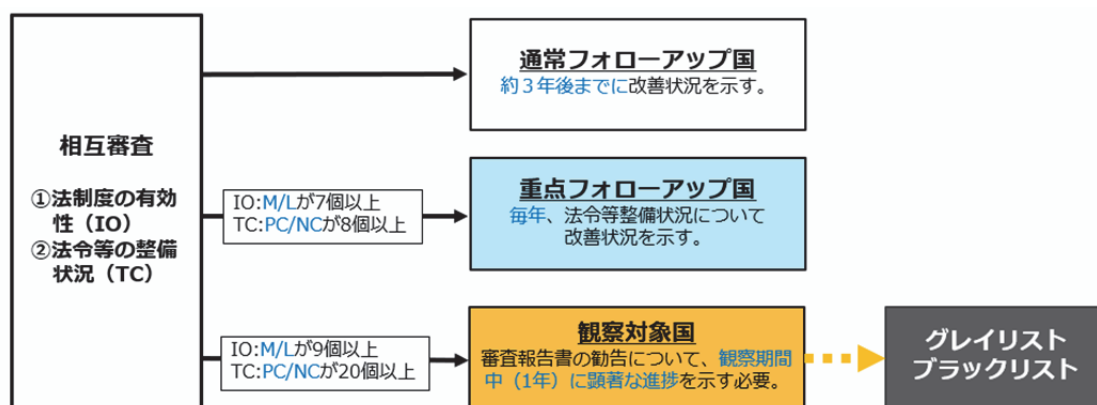 相互審査
①法制度の有効
性（IO）
②法令等の整備
状況（TC）
通常フォローアップ国
約３年後までに改善状況を示す。
IO:M/Lが7個以上
TC:PC/NCが8個以上
重点フォローアップ国
毎年、法令等整備状況について
改善状況を示す。
IO:M/Lが9個以上
TC:PC/NCが20個以上
観察対象国
審査報告書の勧告について、観察期間
中（1年）に顕著な進捗を示す必要。
グレイリスト
ブラックリスト